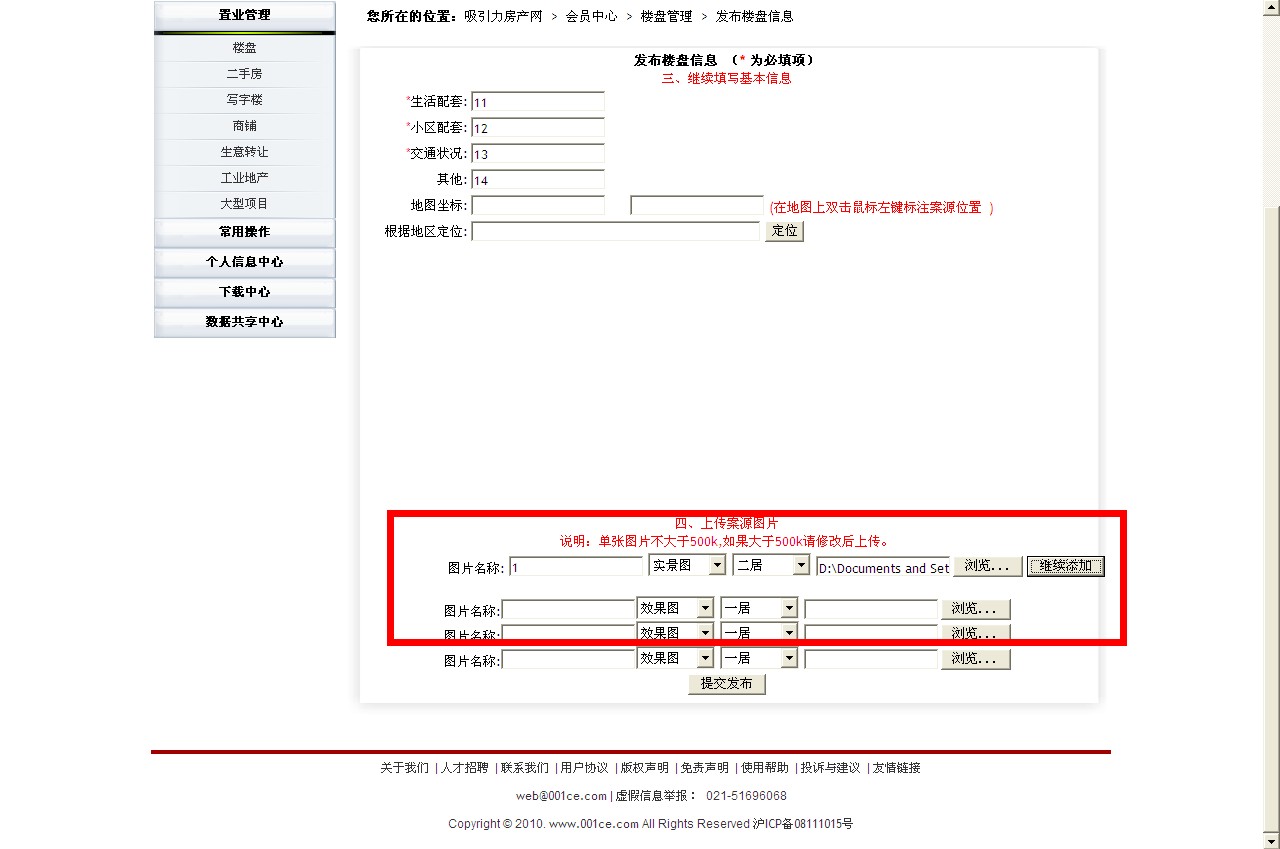 置业管理
楼盘
二手房
写字楼
商铺
生意转让
工业地产
大型项目
常用操作
个人信息中心
下载中心
数据共享中心
您所在的位置：吸引力房产网 > 会员中心 > 楼盘管理 > 发布楼盘信息
发布楼盘信息 （* 为必填项）
三、继续填写基本信息
*生活配套: 11
*小区配套: 12
*交通状况: 13
其他: 14
地图坐标: (在地图上双击鼠标左键标注案源位置 )
根据地区定位: 定位
四、上传案源图片
说明：单张图片不大于500k,如果大于500k请修改后上传。
图片名称: 1 实景图 二居 D:\Documents and Set 浏览... 继续添加
图片名称: 效果图 一居 浏览...
图片名称: 效果图 一居 浏览...
图片名称: 效果图 一居 浏览...
提交发布
关于我们 |人才招聘 |联系我们 |用户协议 |版权声明 |免责声明 |使用帮助 |投诉与建议 |友情链接
web@001ce.com | 虚假信息举报： 021-51696068
Copyright © 2010. www.001ce.com All Rights Reserved 沪ICP备08111015号